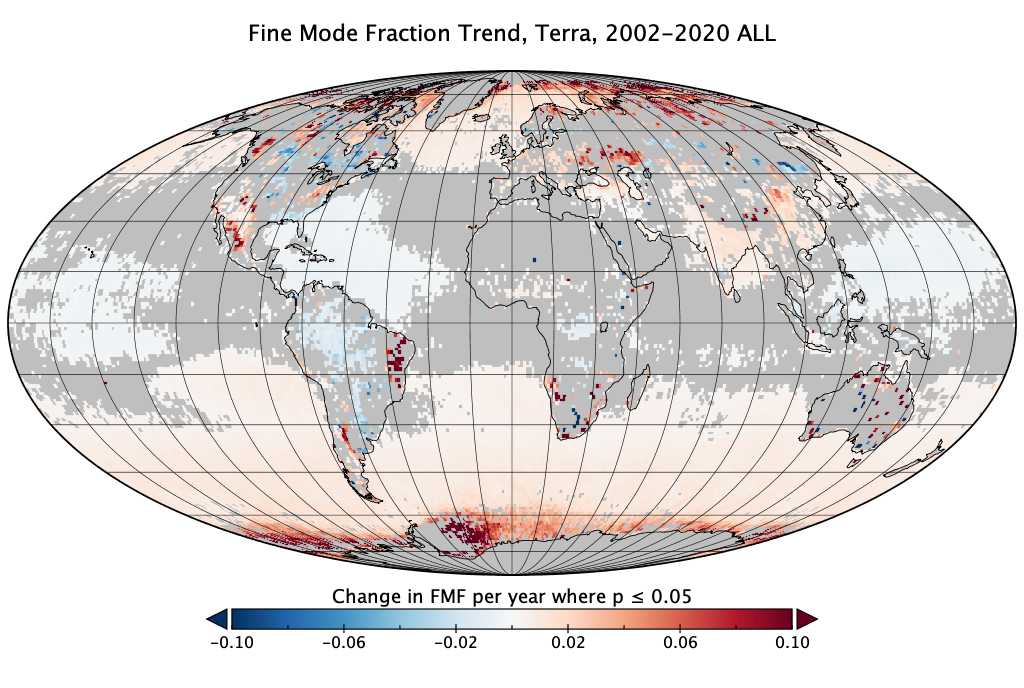 Fine Mode Fraction Trend, Terra, 2002–2020 ALL
Change in FMF per year where p ≤ 0.05
−0.10 −0.06 −0.02 0.02 0.06 0.10